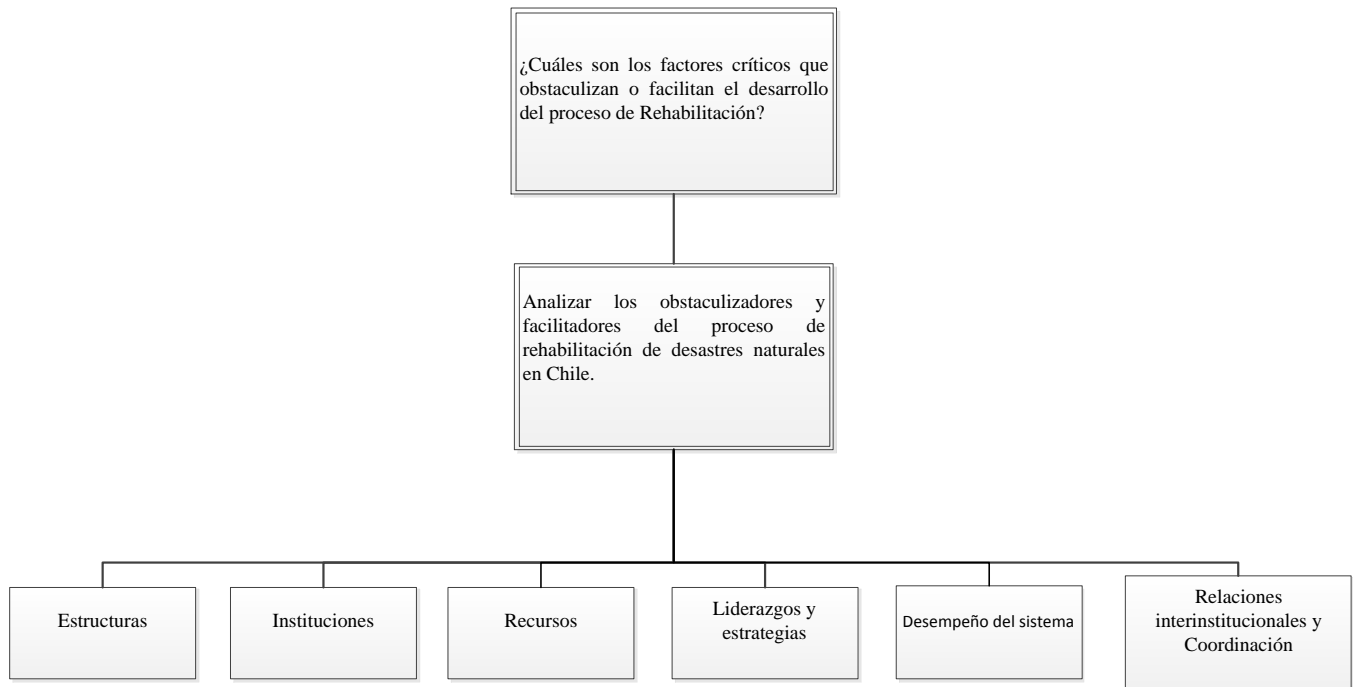 ¿Cuáles son los factores críticos que
obstaculizan o facilitan el desarrollo
del proceso de Rehabilitación?
Analizar los obstaculizadores y
facilitadores del proceso de
rehabilitación de desastres naturales
en Chile.
Estructuras
Instituciones
Recursos
Liderazgos y
estrategias
Desempeño del sistema
Relaciones
interinstitucionales y
Coordinación